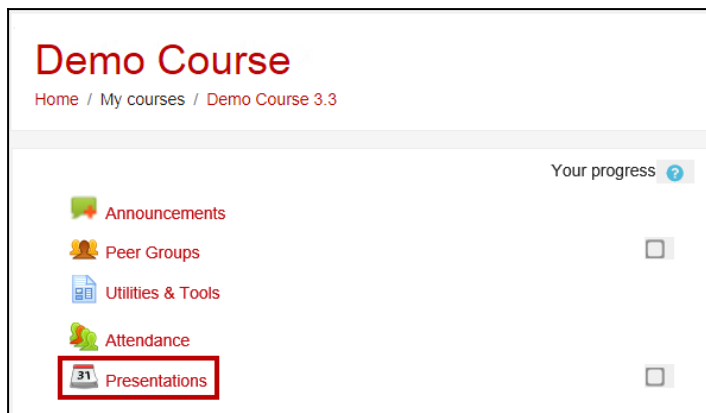 Demo Course
Home / My courses / Demo Course 3.3
Your progress ?
Announcements
Peer Groups
Utilities & Tools
Attendance
31 Presentations